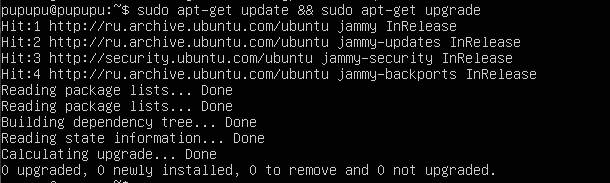 pupupu@pupupu:~$ sudo apt-get update && sudo apt-get upgrade
Hit:1 http://ru.archive.ubuntu.com/ubuntu jammy InRelease
Hit:2 http://ru.archive.ubuntu.com/ubuntu jammy-updates InRelease
Hit:3 http://security.ubuntu.com/ubuntu jammy-security InRelease
Hit:4 http://ru.archive.ubuntu.com/ubuntu jammy-backports InRelease
Reading package lists... Done
Reading package lists... Done
Building dependency tree... Done
Reading state information... Done
Calculating upgrade... Done
0 upgraded, 0 newly installed, 0 to remove and 0 not upgraded.